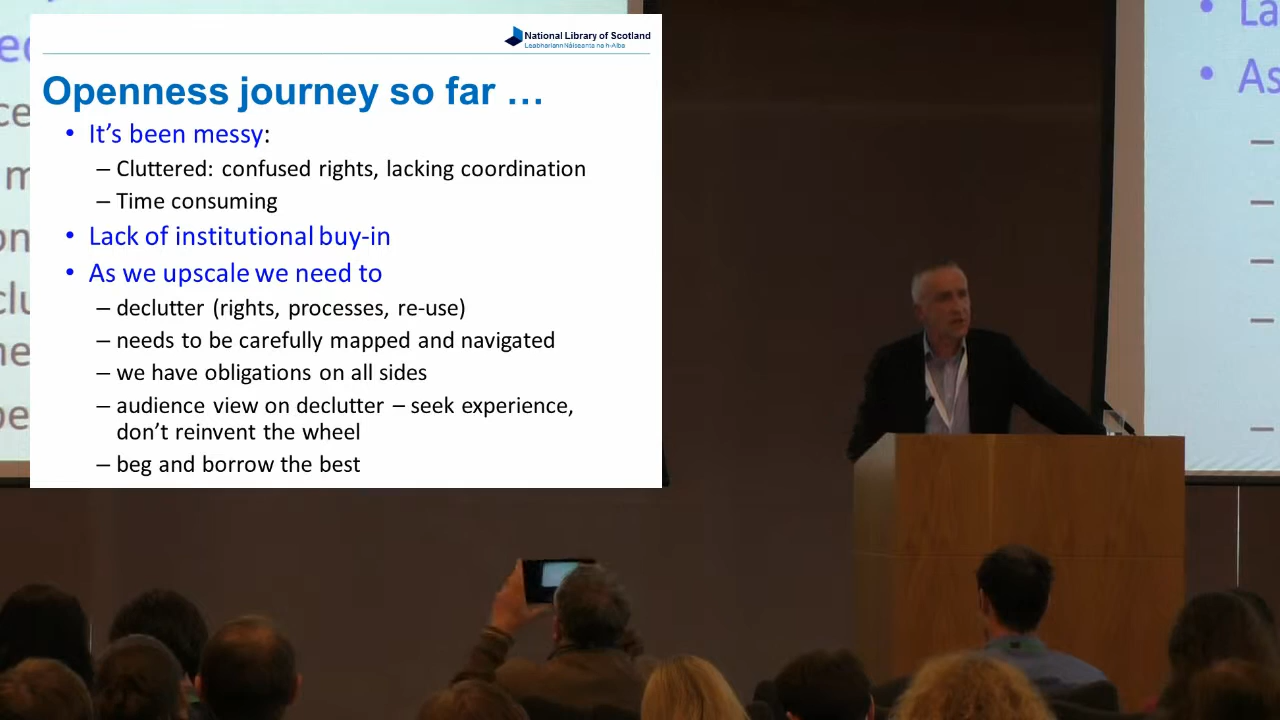 National Library of Scotland
Leabharlann Nàiseanta na h-Alba
Openness journey so far …
• It’s been messy:
– Cluttered: confused rights, lacking coordination
– Time consuming
• Lack of institutional buy-in
• As we upscale we need to
– declutter (rights, processes, re-use)
– needs to be carefully mapped and navigated
– we have obligations on all sides
– audience view on declutter – seek experience,
don’t reinvent the wheel
– beg and borrow the best
• La
• As